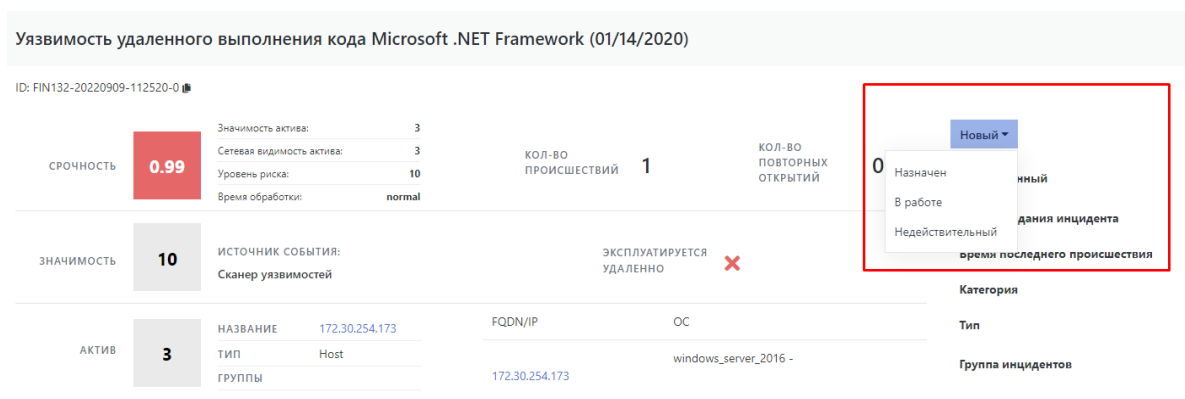 Уязвимость удаленного выполнения кода Microsoft .NET Framework (01/14/2020)
ID: FIN132-20220909-112520-0
СРОЧНОСТЬ
0.99
Значимость актива: 3
Сетевая видимость актива: 3
Уровень риска: 10
Время обработки: normal
КОЛ-ВО
ПРОИСШЕСТВИЙ
1
КОЛ-ВО
ПОВТОРНЫХ
ОТКРЫТИЙ
0
Новый
Назначен
В работе
Недействительный
нный
дания инцидента
Время последнего происшествия
Категория
Тип
Группа инцидентов
ЗНАЧИМОСТЬ
10
ИСТОЧНИК СОБЫТИЯ:
Сканер уязвимостей
ЭКСПЛУАТИРУЕТСЯ
УДАЛЕННО
АКТИВ
3
НАЗВАНИЕ 172.30.254.173
ТИП Host
ГРУППЫ
FQDN/IP ОС
windows_server_2016 -
172.30.254.173